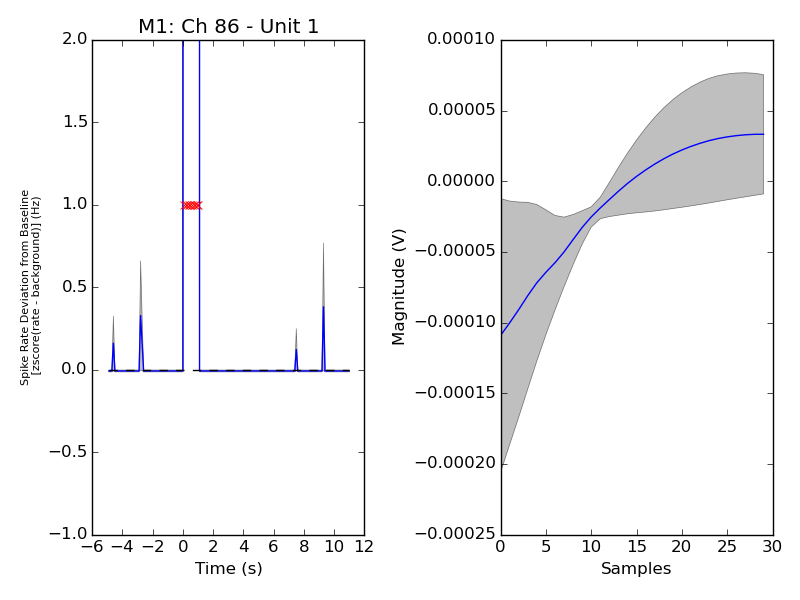 M1: Ch 86 - Unit 1
Spike Rate Deviation from Baseline
[zscore(rate - background)] (Hz)
2.0
1.5
1.0
0.5
0.0
−0.5
−1.0
−6 −4 −2 0 2 4 6 8 10 12
Time (s)
Magnitude (V)
0.00010
0.00005
0.00000
−0.00005
−0.00010
−0.00015
−0.00020
−0.00025
0 5 10 15 20 25 30
Samples